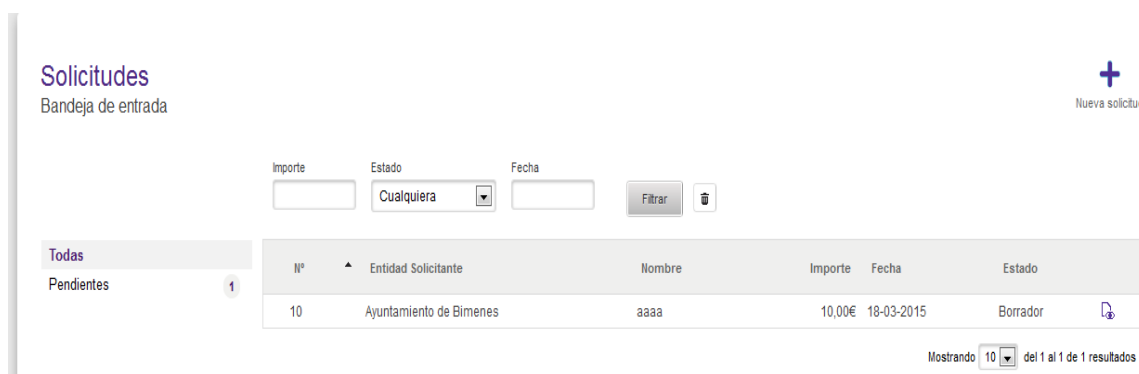 Solicitudes
Bandeja de entrada
Nueva solicitu
Importe Estado Fecha
Cualquiera Filtrar
Todas
Pendientes 1
Nº Entidad Solicitante Nombre Importe Fecha Estado
10 Ayuntamiento de Bimenes aaaa 10,00€ 18-03-2015 Borrador
Mostrando 10 del 1 al 1 de 1 resultados